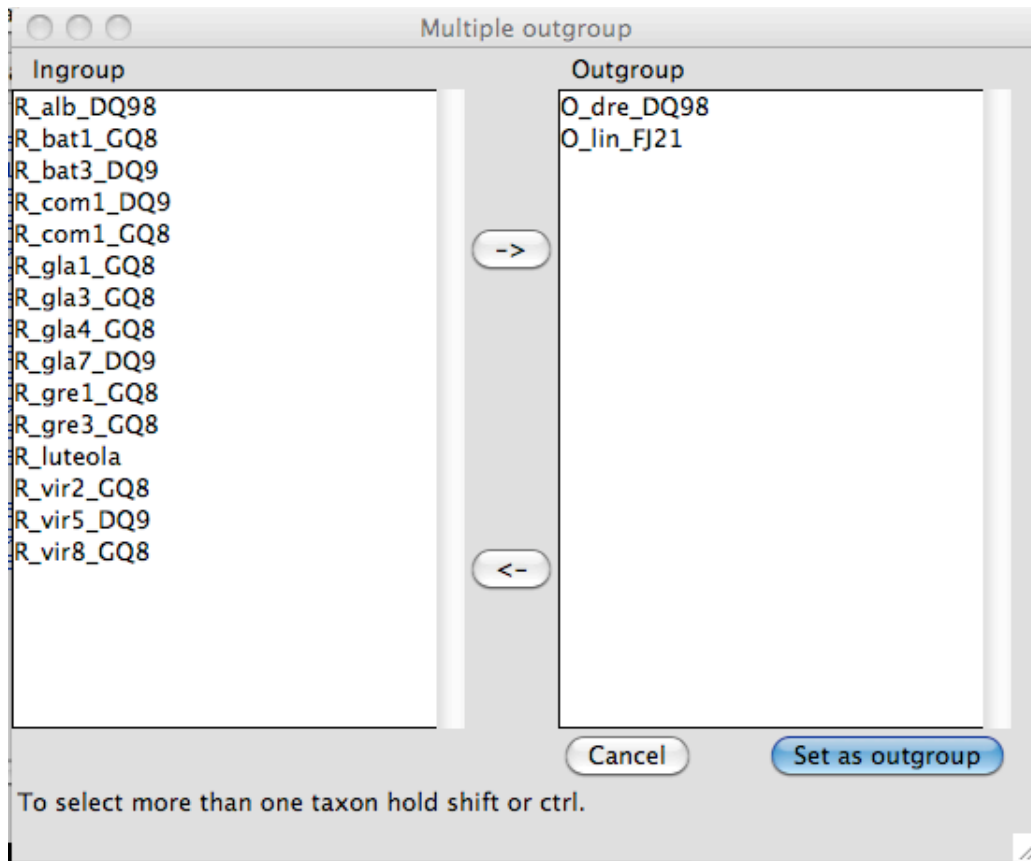 Multiple outgroup
Ingroup
R_alb_DQ98
R_bat1_GQ8
R_bat3_DQ9
R_com1_DQ9
R_com1_GQ8
R_gla1_GQ8
R_gla3_GQ8
R_gla4_GQ8
R_gla7_DQ9
R_gre1_GQ8
R_gre3_GQ8
R_luteola
R_vir2_GQ8
R_vir5_DQ9
R_vir8_GQ8
->
<-
Outgroup
O_dre_DQ98
O_lin_FJ21
Cancel
Set as outgroup
To select more than one taxon hold shift or ctrl.